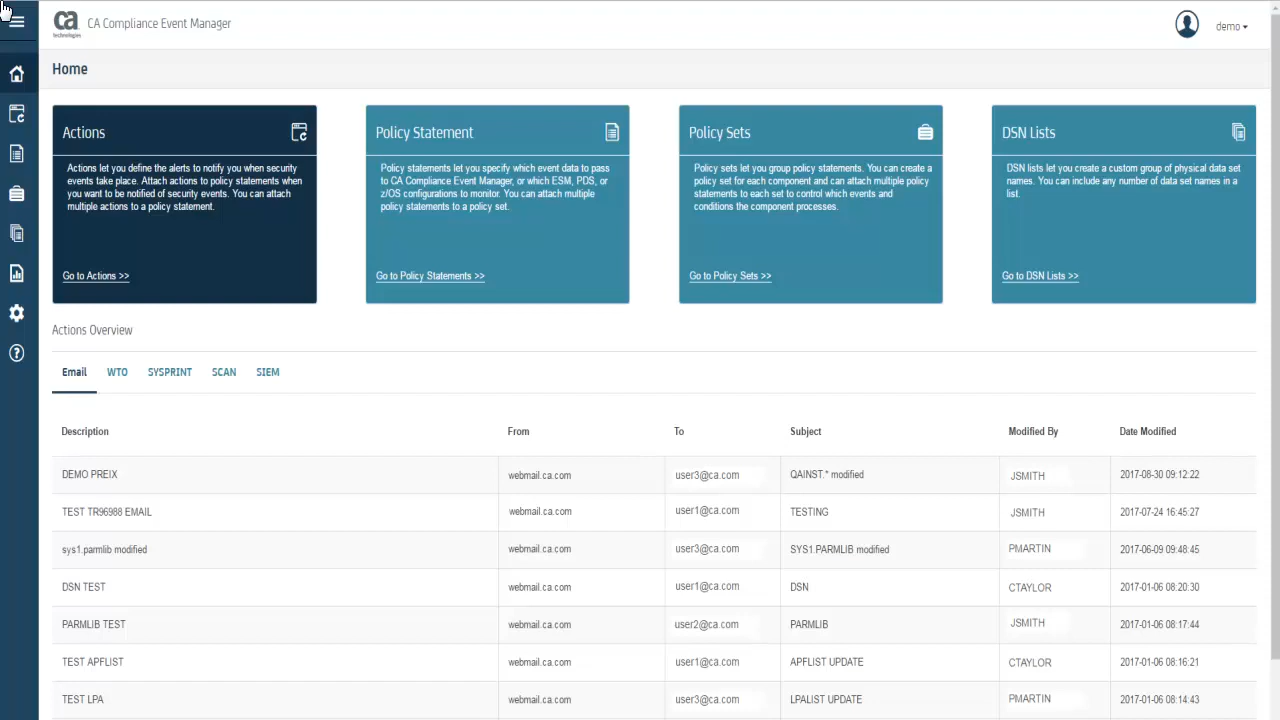 ca
technologies
CA Compliance Event Manager
demo
Home
Actions
Actions let you define the alerts to notify you when security
events take place. Attach actions to policy statements when
you want to be notified of security events. You can attach
multiple actions to a policy statement.
Go to Actions >>
Policy Statement
Policy statements let you specify which event data to pass
to CA Compliance Event Manager, or which ESM, PDS, or
z/OS configurations to monitor. You can attach multiple
policy statements to a policy set.
Go to Policy Statements >>
Policy Sets
Policy sets let you group policy statements. You can create a
policy set for each component and can attach multiple policy
statements to each set to control which events and
conditions the component processes.
Go to Policy Sets >>
DSN Lists
DSN lists let you create a custom group of physical data set
names. You can include any number of data set names in a
list.
Go to DSN Lists >>
Actions Overview
Email WTO SYSPRINT SCAN SIEM
Description From To Subject Modified By Date Modified
DEMO PREIX webmail.ca.com user3@ca.com QAINST.* modified JSMITH 2017-08-30 09:12:22
TEST TR96988 EMAIL webmail.ca.com user1@ca.com TESTING JSMITH 2017-07-24 16:45:27
sys1.parmlib modified webmail.ca.com user3@ca.com SYS1.PARMLIB modified PMARTIN 2017-06-09 09:48:45
DSN TEST webmail.ca.com user1@ca.com DSN CTAYLOR 2017-01-06 08:20:30
PARMLIB TEST webmail.ca.com user2@ca.com PARMLIB JSMITH 2017-01-06 08:17:44
TEST APFLIST webmail.ca.com user1@ca.com APFLIST UPDATE CTAYLOR 2017-01-06 08:16:21
TEST LPA webmail.ca.com user3@ca.com LPALIST UPDATE PMARTIN 2017-01-06 08:14:43